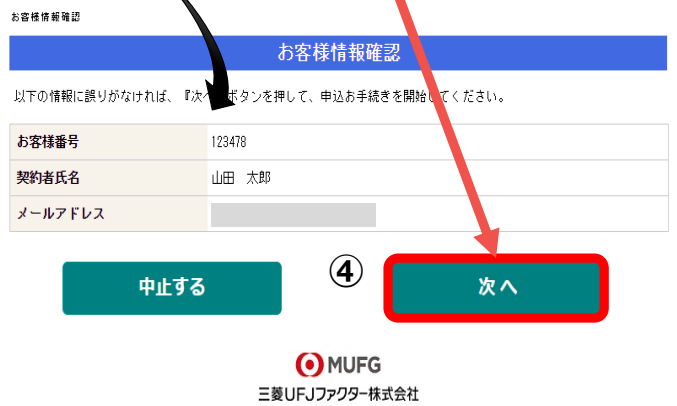 お客様情報確認
お客様情報確認
以下の情報に誤りがなければ、『次へ』ボタンを押して、申込お手続きを開始してください。
お客様番号 123478
契約者氏名 山田 太郎
メールアドレス
中止する ④ 次へ
MUFG
三菱UFJファクター株式会社